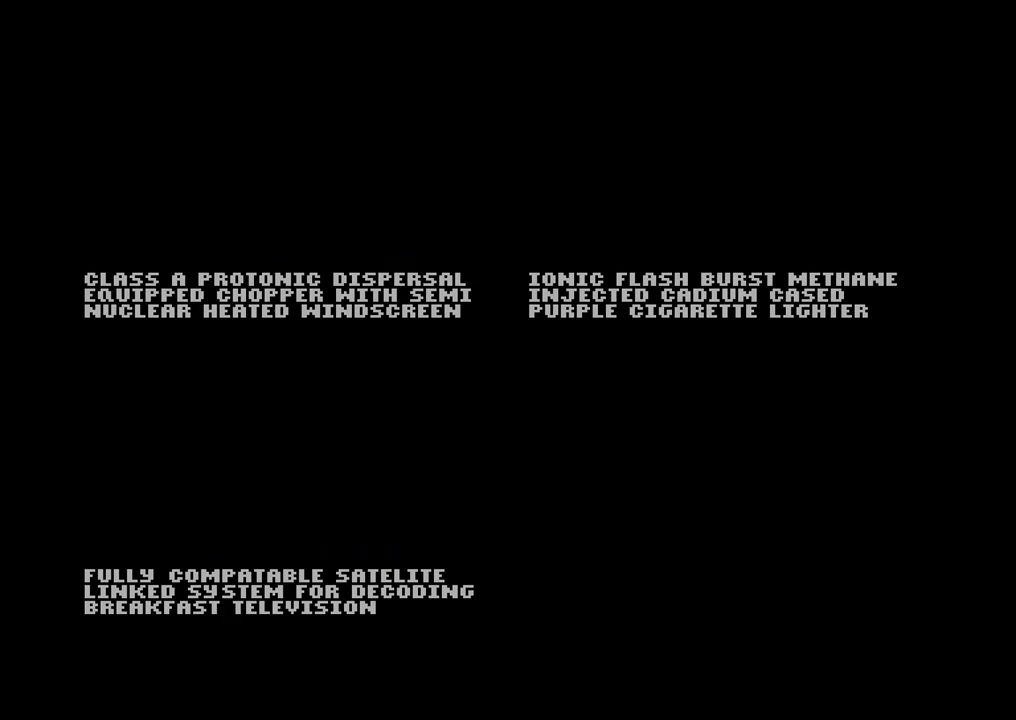 CLASS A PROTONIC DISPERSAL
EQUIPPED CHOPPER WITH SEMI
NUCLEAR HEATED WINDSCREEN
IONIC FLASH BURST METHANE
INJECTED CADIUM CASED
PURPLE CIGARETTE LIGHTER
FULLY COMPATABLE SATELITE
LINKED SYSTEM FOR DECODING
BREAKFAST TELEVISION